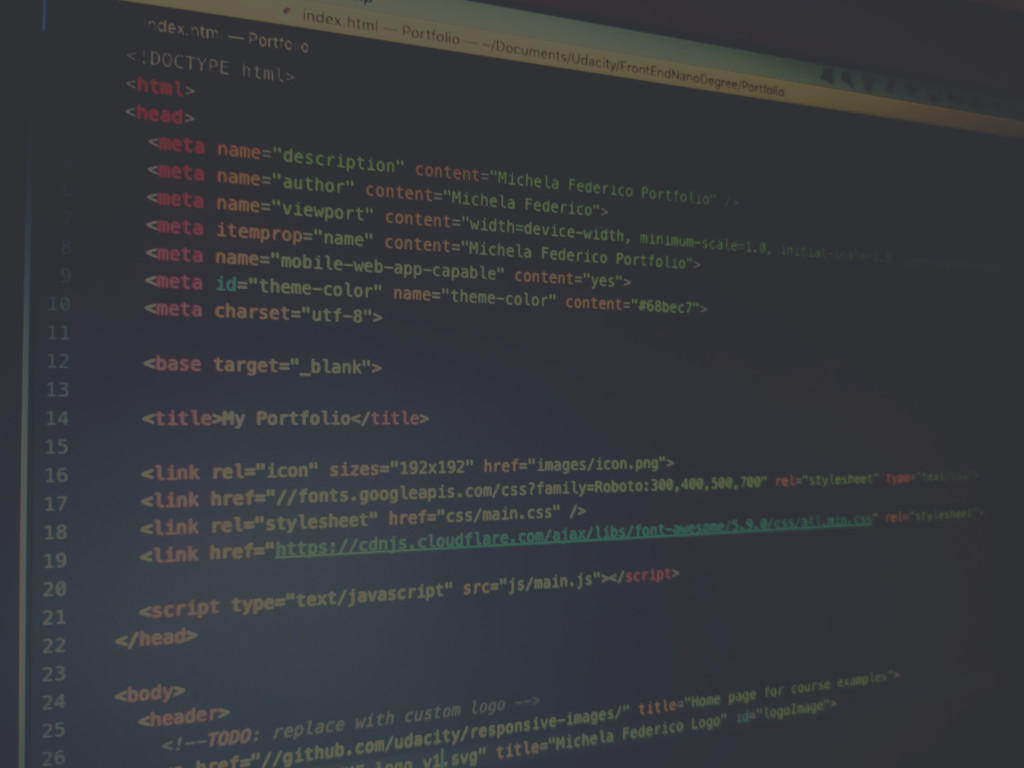 index.html — Portfolio — ~/Documents/Udacity/FrontEndNanoDegree/Portfolio
index.html — Portfolio
<!DOCTYPE html>
<html>
<head>
<meta name="description" content="Michela Federico Portfolio" />
<meta name="author" content="Michela Federico">
<meta name="viewport" content="width=device-width, minimum-scale=1.0, initial-scale=1.0,
8 <meta itemprop="name" content="Michela Federico Portfolio">
9 <meta name="mobile-web-app-capable" content="yes">
10 <meta id="theme-color" name="theme-color" content="#68bec7">
11 <meta charset="utf-8">
12
13 <base target="_blank">
14
15 <title>My Portfolio</title>
16
17 <link rel="icon" sizes="192x192" href="images/icon.png">
18 <link href="//fonts.googleapis.com/css?family=Roboto:300,400,500,700" rel="stylesheet" type="text/css">
19 <link rel="stylesheet" href="css/main.css" />
20 <link href="https://cdnjs.cloudflare.com/ajax/libs/font-awesome/5.9.0/css/all.min.css" rel="stylesheet">
21
22 <script type="text/javascript" src="js/main.js"></script>
23 </head>
24
25 <body>
26 <header>
<!--TODO: replace with custom logo -->
href="//github.com/udacity/responsive-images/" title="Home page for course examples">
logo_v1.svg" title="Michela Federico Logo" id="logoImage">